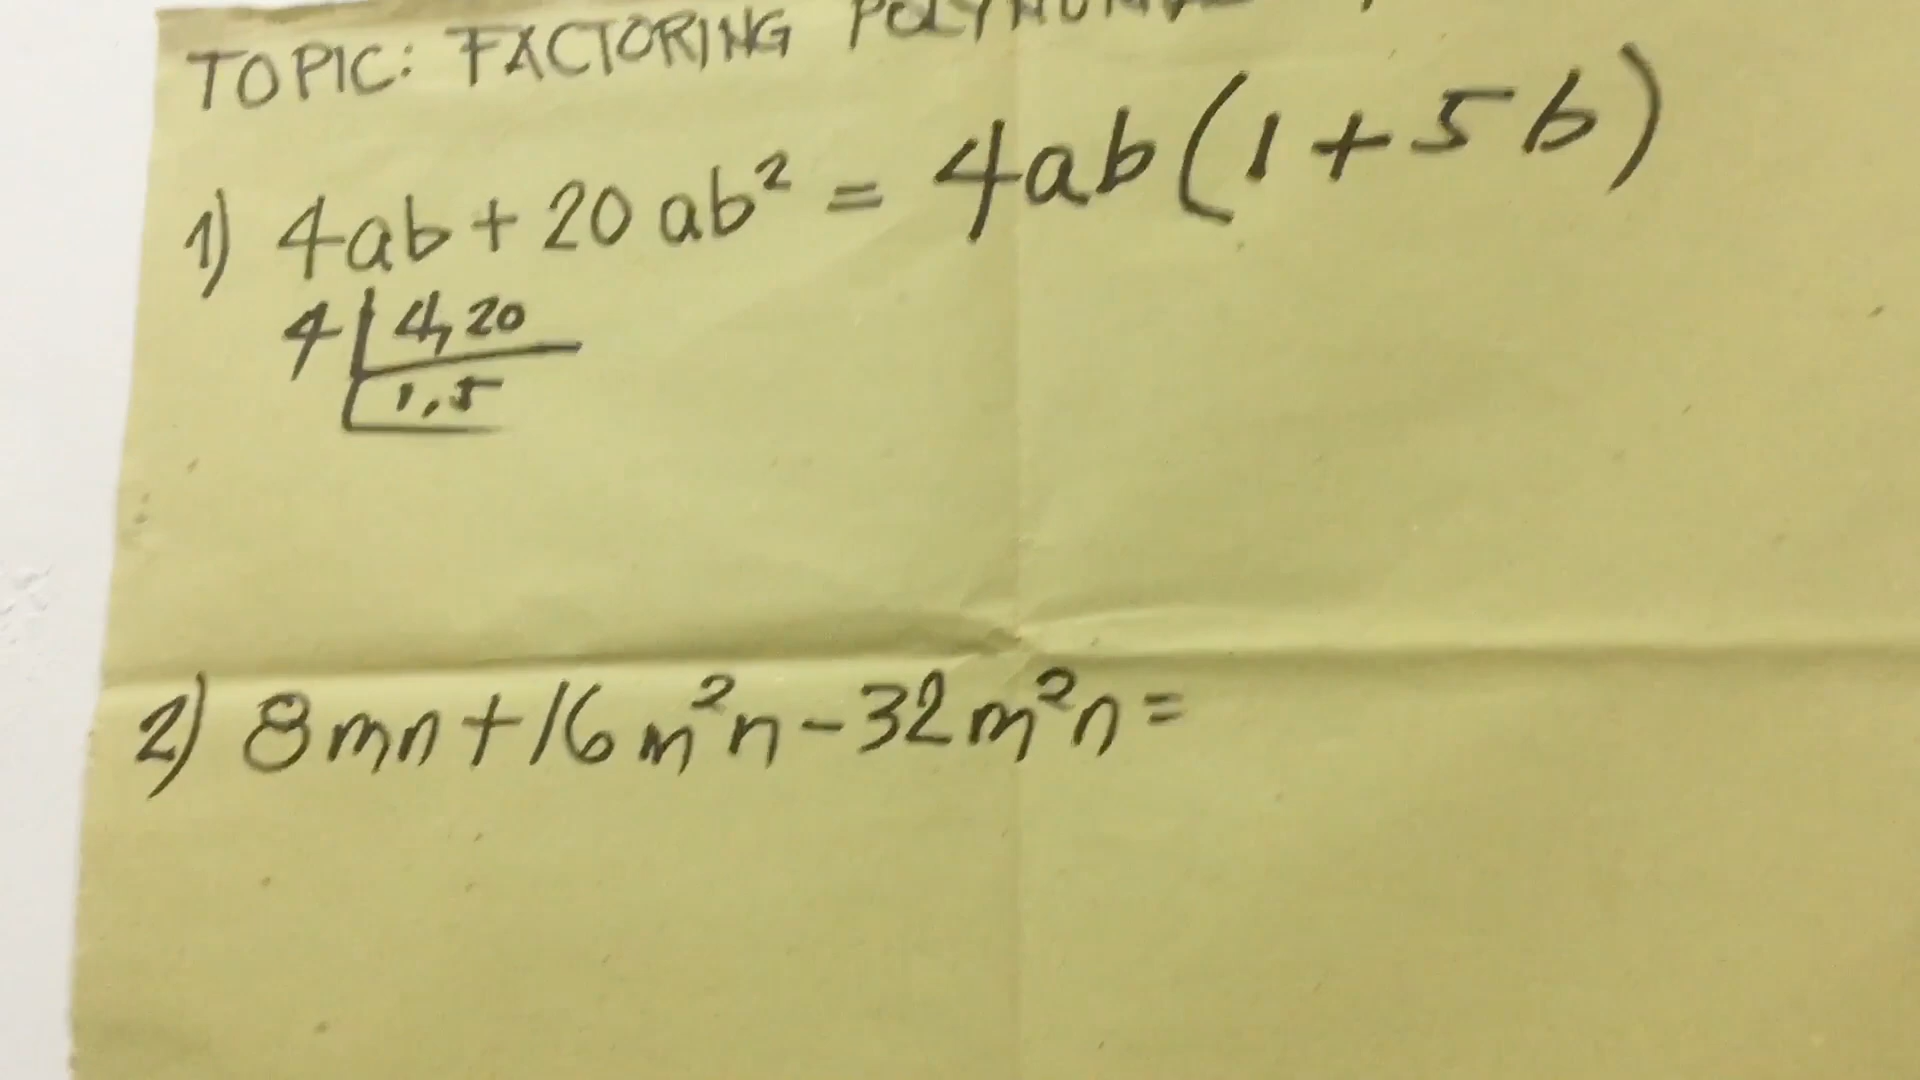 TOPIC: FACTORING
1) 4ab + 20ab² = 4ab(1+5b)
4 4, 20
1, 5
2) 8mn + 16m²n - 32m²n =